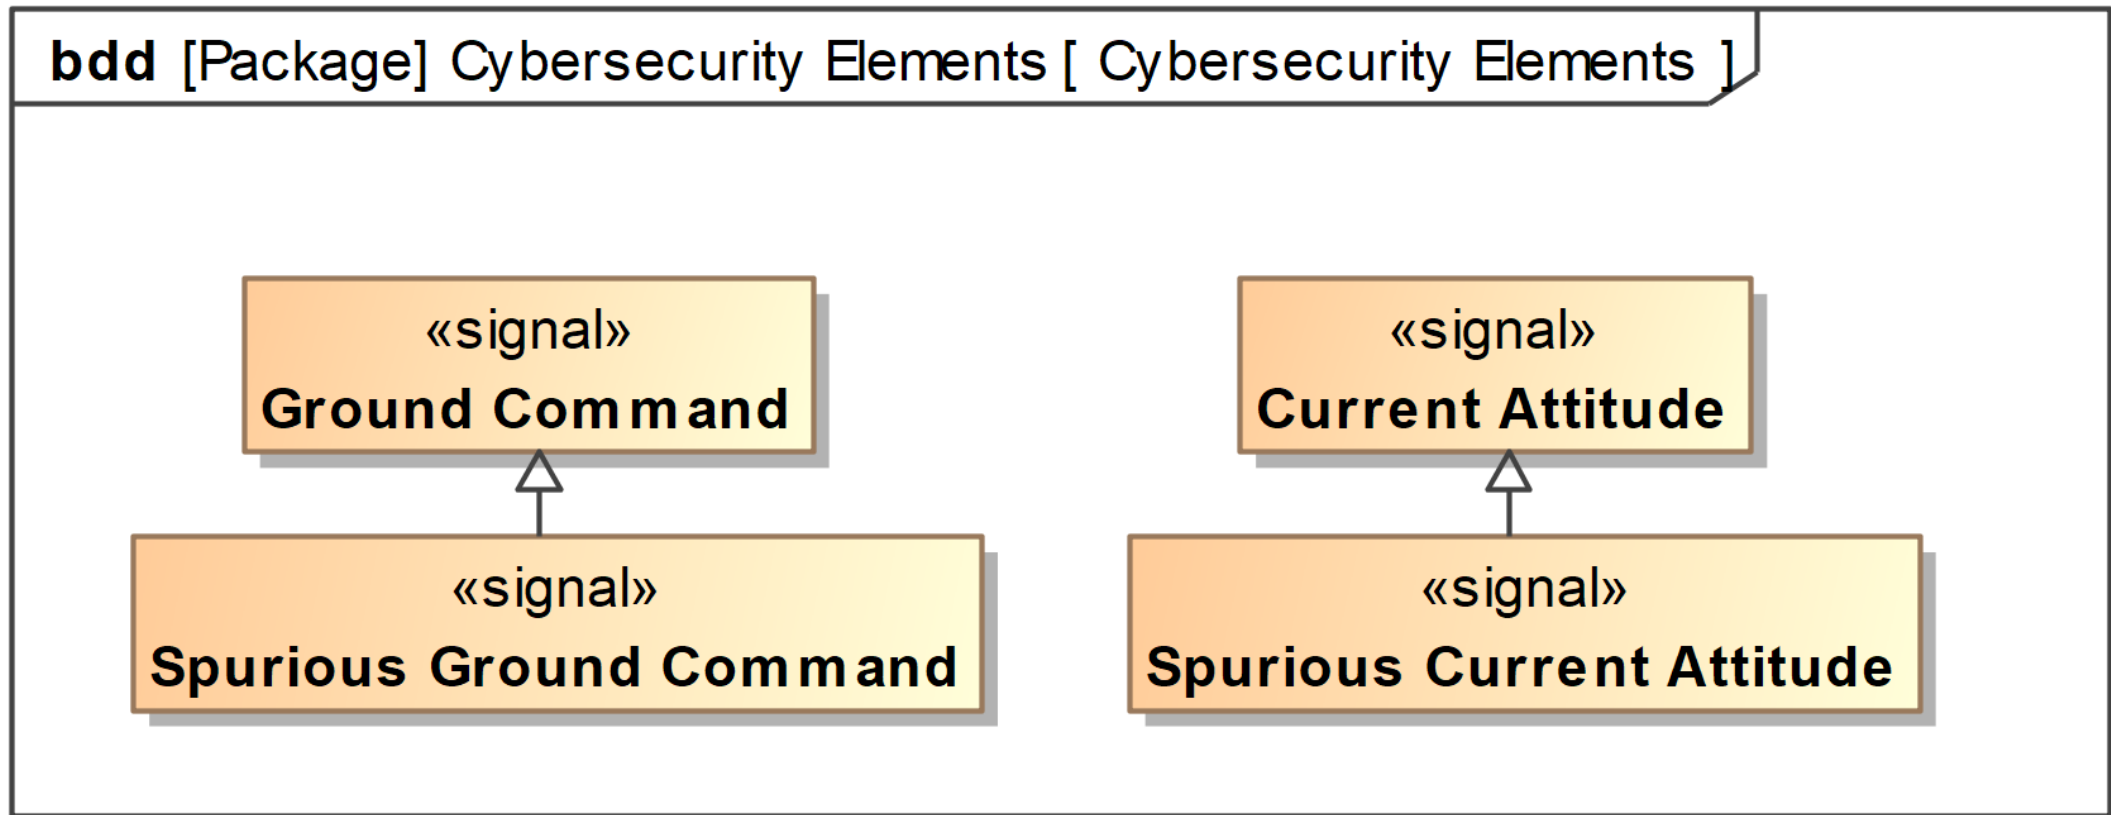 bdd [Package] Cybersecurity Elements [ Cybersecurity Elements ]
«signal»
Ground Command
«signal»
Current Attitude
«signal»
Spurious Ground Command
«signal»
Spurious Current Attitude